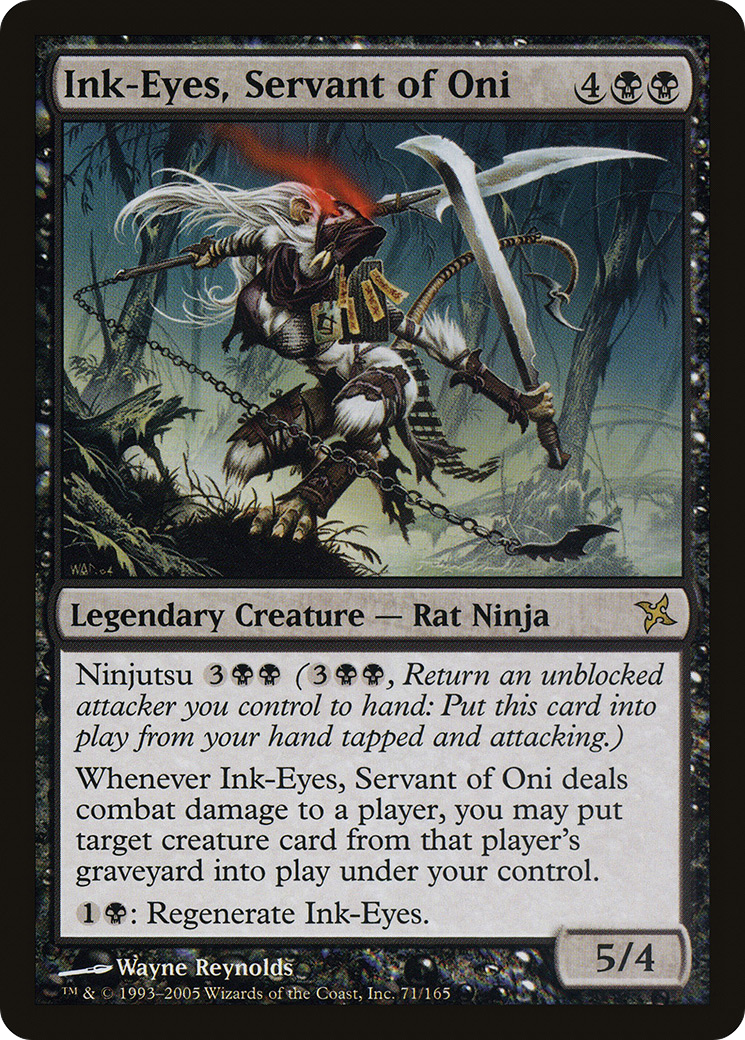 Ink-Eyes, Servant of Oni 4
WAR.04
Legendary Creature — Rat Ninja
Ninjutsu 3 (3, Return an unblocked
attacker you control to hand: Put this card into
play from your hand tapped and attacking.)
Whenever Ink-Eyes, Servant of Oni deals
combat damage to a player, you may put
target creature card from that player's
graveyard into play under your control.
1: Regenerate Ink-Eyes.
5/4
Wayne Reynolds
™ & © 1993–2005 Wizards of the Coast, Inc. 71/165